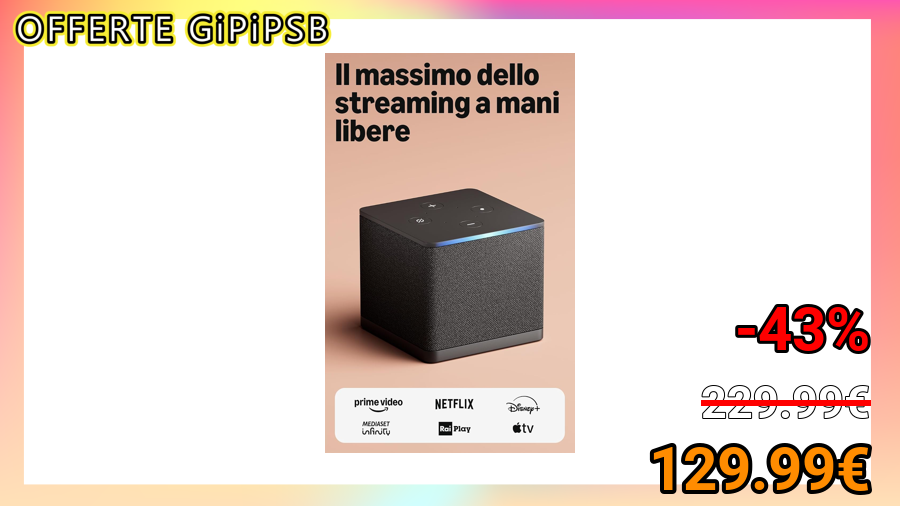 OFFERTE GiPiPSB
Il massimo dello
streaming a mani
libere
prime video
NETFLIX
Disney+
MEDIASET
infinity
Rai Play
tv
-43%
229.99€
129.99€